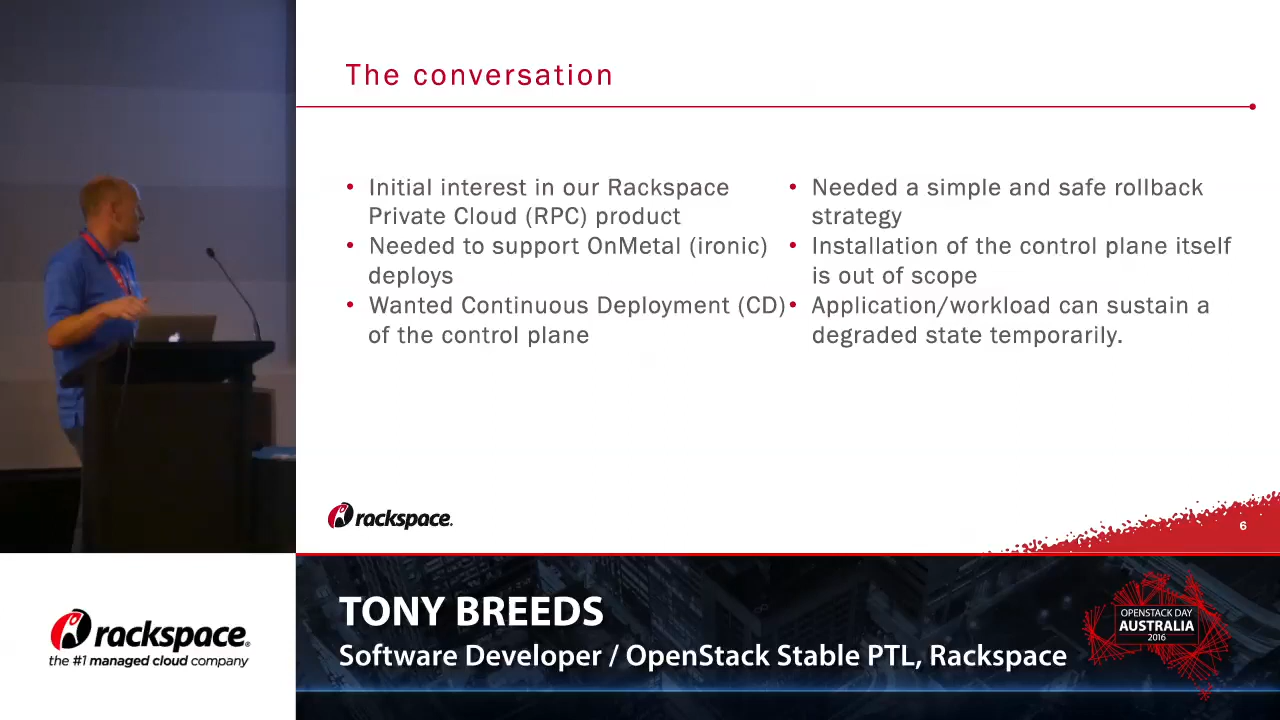 The conversation
• Initial interest in our Rackspace
Private Cloud (RPC) product
• Needed to support OnMetal (ironic)
deploys
• Wanted Continuous Deployment (CD)
of the control plane
• Needed a simple and safe rollback
strategy
• Installation of the control plane itself
is out of scope
• Application/workload can sustain a
degraded state temporarily.
rackspace.
6
rackspace®
the #1 managed cloud company
TONY BREEDS
Software Developer / OpenStack Stable PTL, Rackspace
OPENSTACK DAY
AUSTRALIA
2016